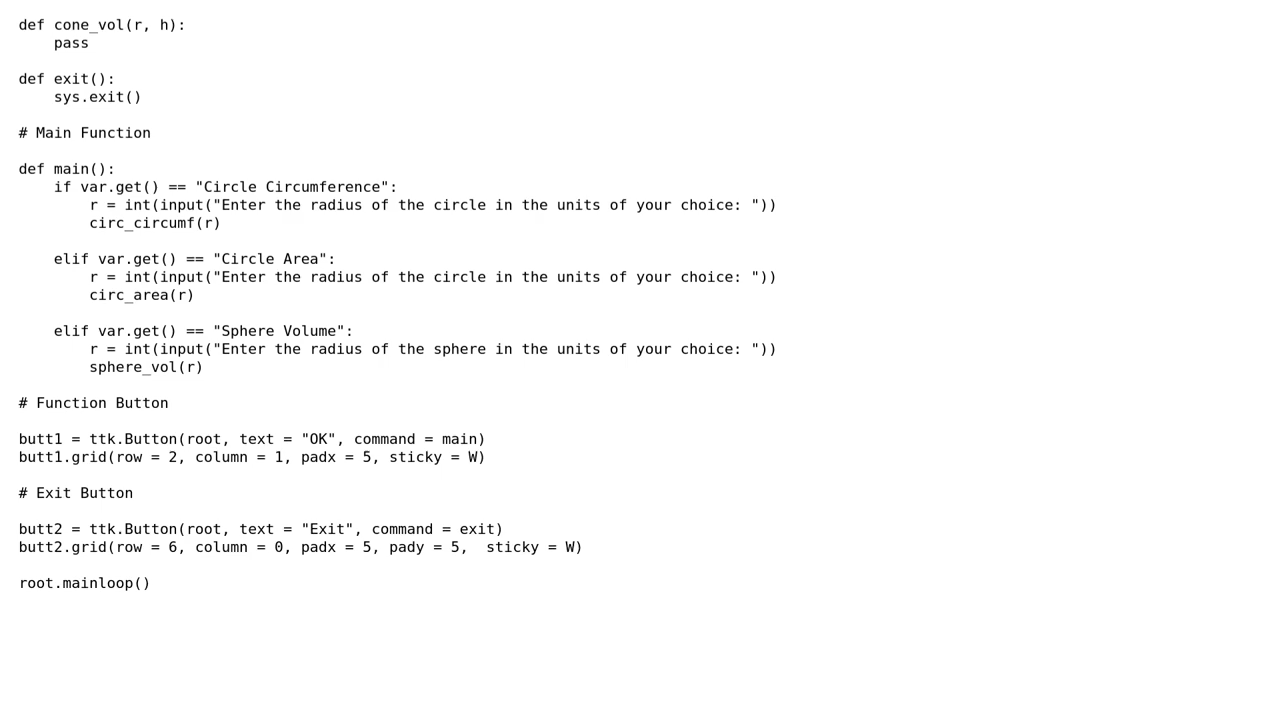 def cone_vol(r, h):
    pass

def exit():
    sys.exit()

# Main Function

def main():
    if var.get() == "Circle Circumference":
        r = int(input("Enter the radius of the circle in the units of your choice: "))
        circ_circumf(r)

    elif var.get() == "Circle Area":
        r = int(input("Enter the radius of the circle in the units of your choice: "))
        circ_area(r)

    elif var.get() == "Sphere Volume":
        r = int(input("Enter the radius of the sphere in the units of your choice: "))
        sphere_vol(r)

# Function Button

butt1 = ttk.Button(root, text = "OK", command = main)
butt1.grid(row = 2, column = 1, padx = 5, sticky = W)

# Exit Button

butt2 = ttk.Button(root, text = "Exit", command = exit)
butt2.grid(row = 6, column = 0, padx = 5, pady = 5,  sticky = W)

root.mainloop()